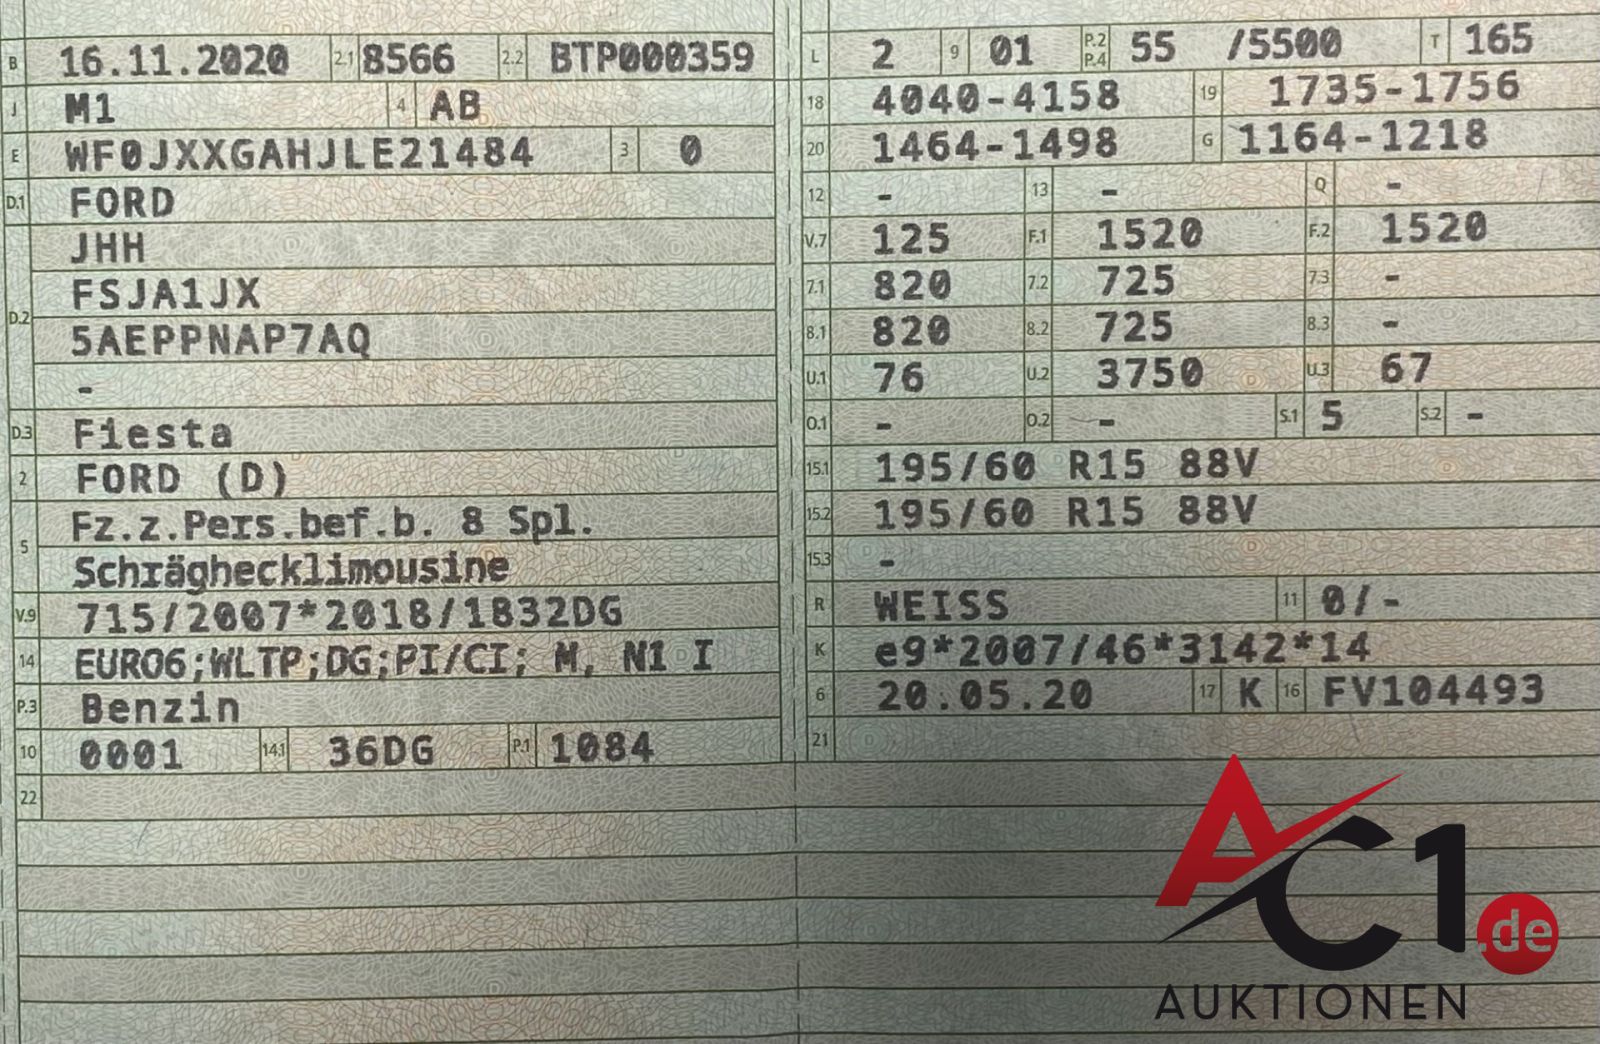 B 16.11.2020 2.1 8566 2.2 BTP000359
J M1 4 AB
E WF0JXXGAHJLE21484 3 0
D.1 FORD
JHH
D.2 FSJA1JX
5AEPPNAP7AQ
-
D.3 Fiesta
2 FORD (D)
5 Fz.z.Pers.bef.b. 8 Spl.
Schräghecklimousine
V.9 715/2007*2018/1832DG
14 EURO6;WLTP;DG;PI/CI; M, N1 I
P.3 Benzin
10 0001 14.1 36DG P.1 1084
22
L 2 9 01 P.2 P.4 55 /5500 T 165
18 4040-4158 19 1735-1756
20 1464-1498 G 1164-1218
12 - 13 - Q -
V.7 125 F.1 1520 F.2 1520
7.1 820 7.2 725 7.3 -
8.1 820 8.2 725 8.3 -
U.1 76 U.2 3750 U.3 67
O.1 - O.2 - S.1 5 S.2 -
15.1 195/60 R15 88V
15.2 195/60 R15 88V
15.3 -
R WEISS 11 0/-
K e9*2007/46*3142*14
6 20.05.20 17 K 16 FV104493
21
AC1.de
AUKTIONEN